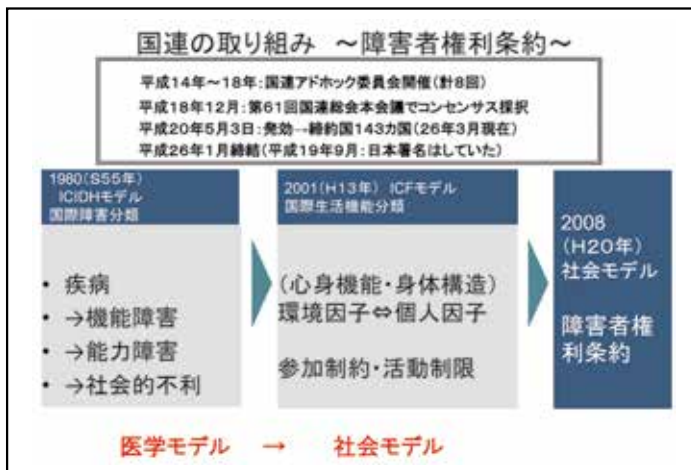 国連の取り組み ～障害者権利条約～
平成14年～18年:国連アドホック委員会開催(計8回)
平成18年12月:第61回国連総会本会議でコンセンサス採択
平成20年5月3日:発効→締約国143カ国(26年3月現在)
平成26年1月締結(平成19年9月:日本署名はしていた)
1980(S55年)
ICIDHモデル
国際障害分類
• 疾病
• →機能障害
• →能力障害
• →社会的不利
2001(H13年) ICFモデル
国際生活機能分類
(心身機能・身体構造)
環境因子⇔個人因子
参加制約・活動制限
2008
(H20年)
社会モデル
障害者権
利条約
医学モデル → 社会モデル